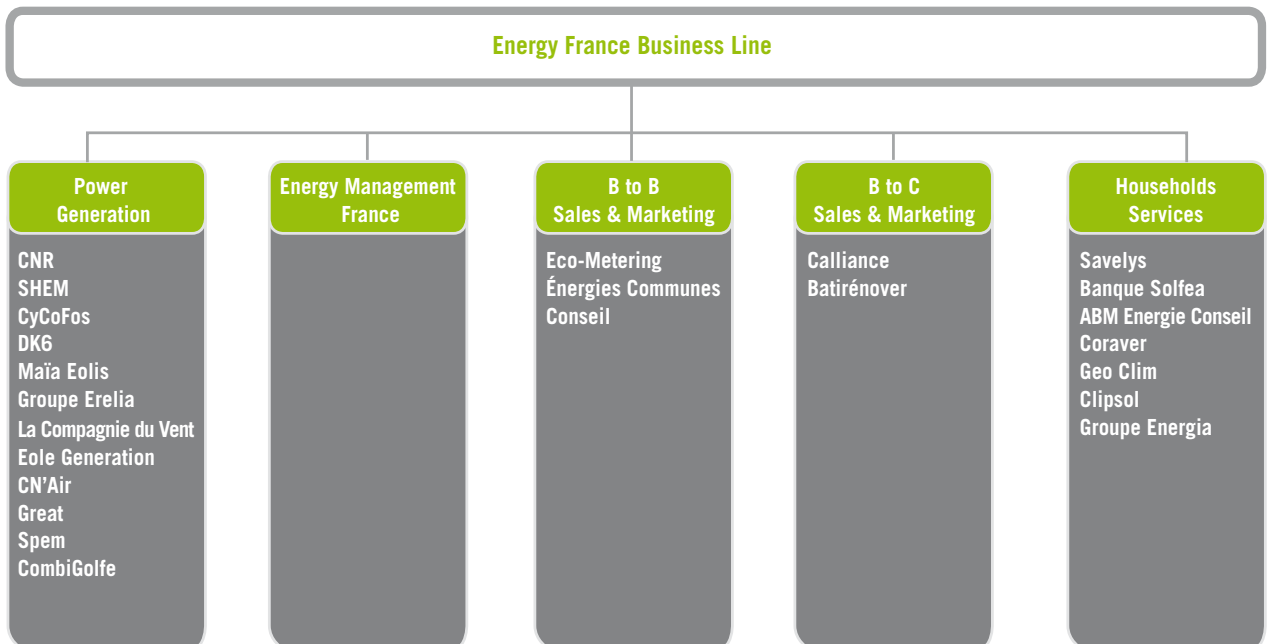 Energy France Business Line
Power
Generation
CNR
SHEM
CyCoFos
DK6
Maïa Eolis
Groupe Erelia
La Compagnie du Vent
Eole Generation
CN'Air
Great
Spem
CombiGolfe
Energy Management
France
B to B
Sales & Marketing
Eco-Metering
Énergies Communes
Conseil
B to C
Sales & Marketing
Calliance
Batirénover
Households
Services
Savelys
Banque Solfea
ABM Energie Conseil
Coraver
Geo Clim
Clipsol
Groupe Energia